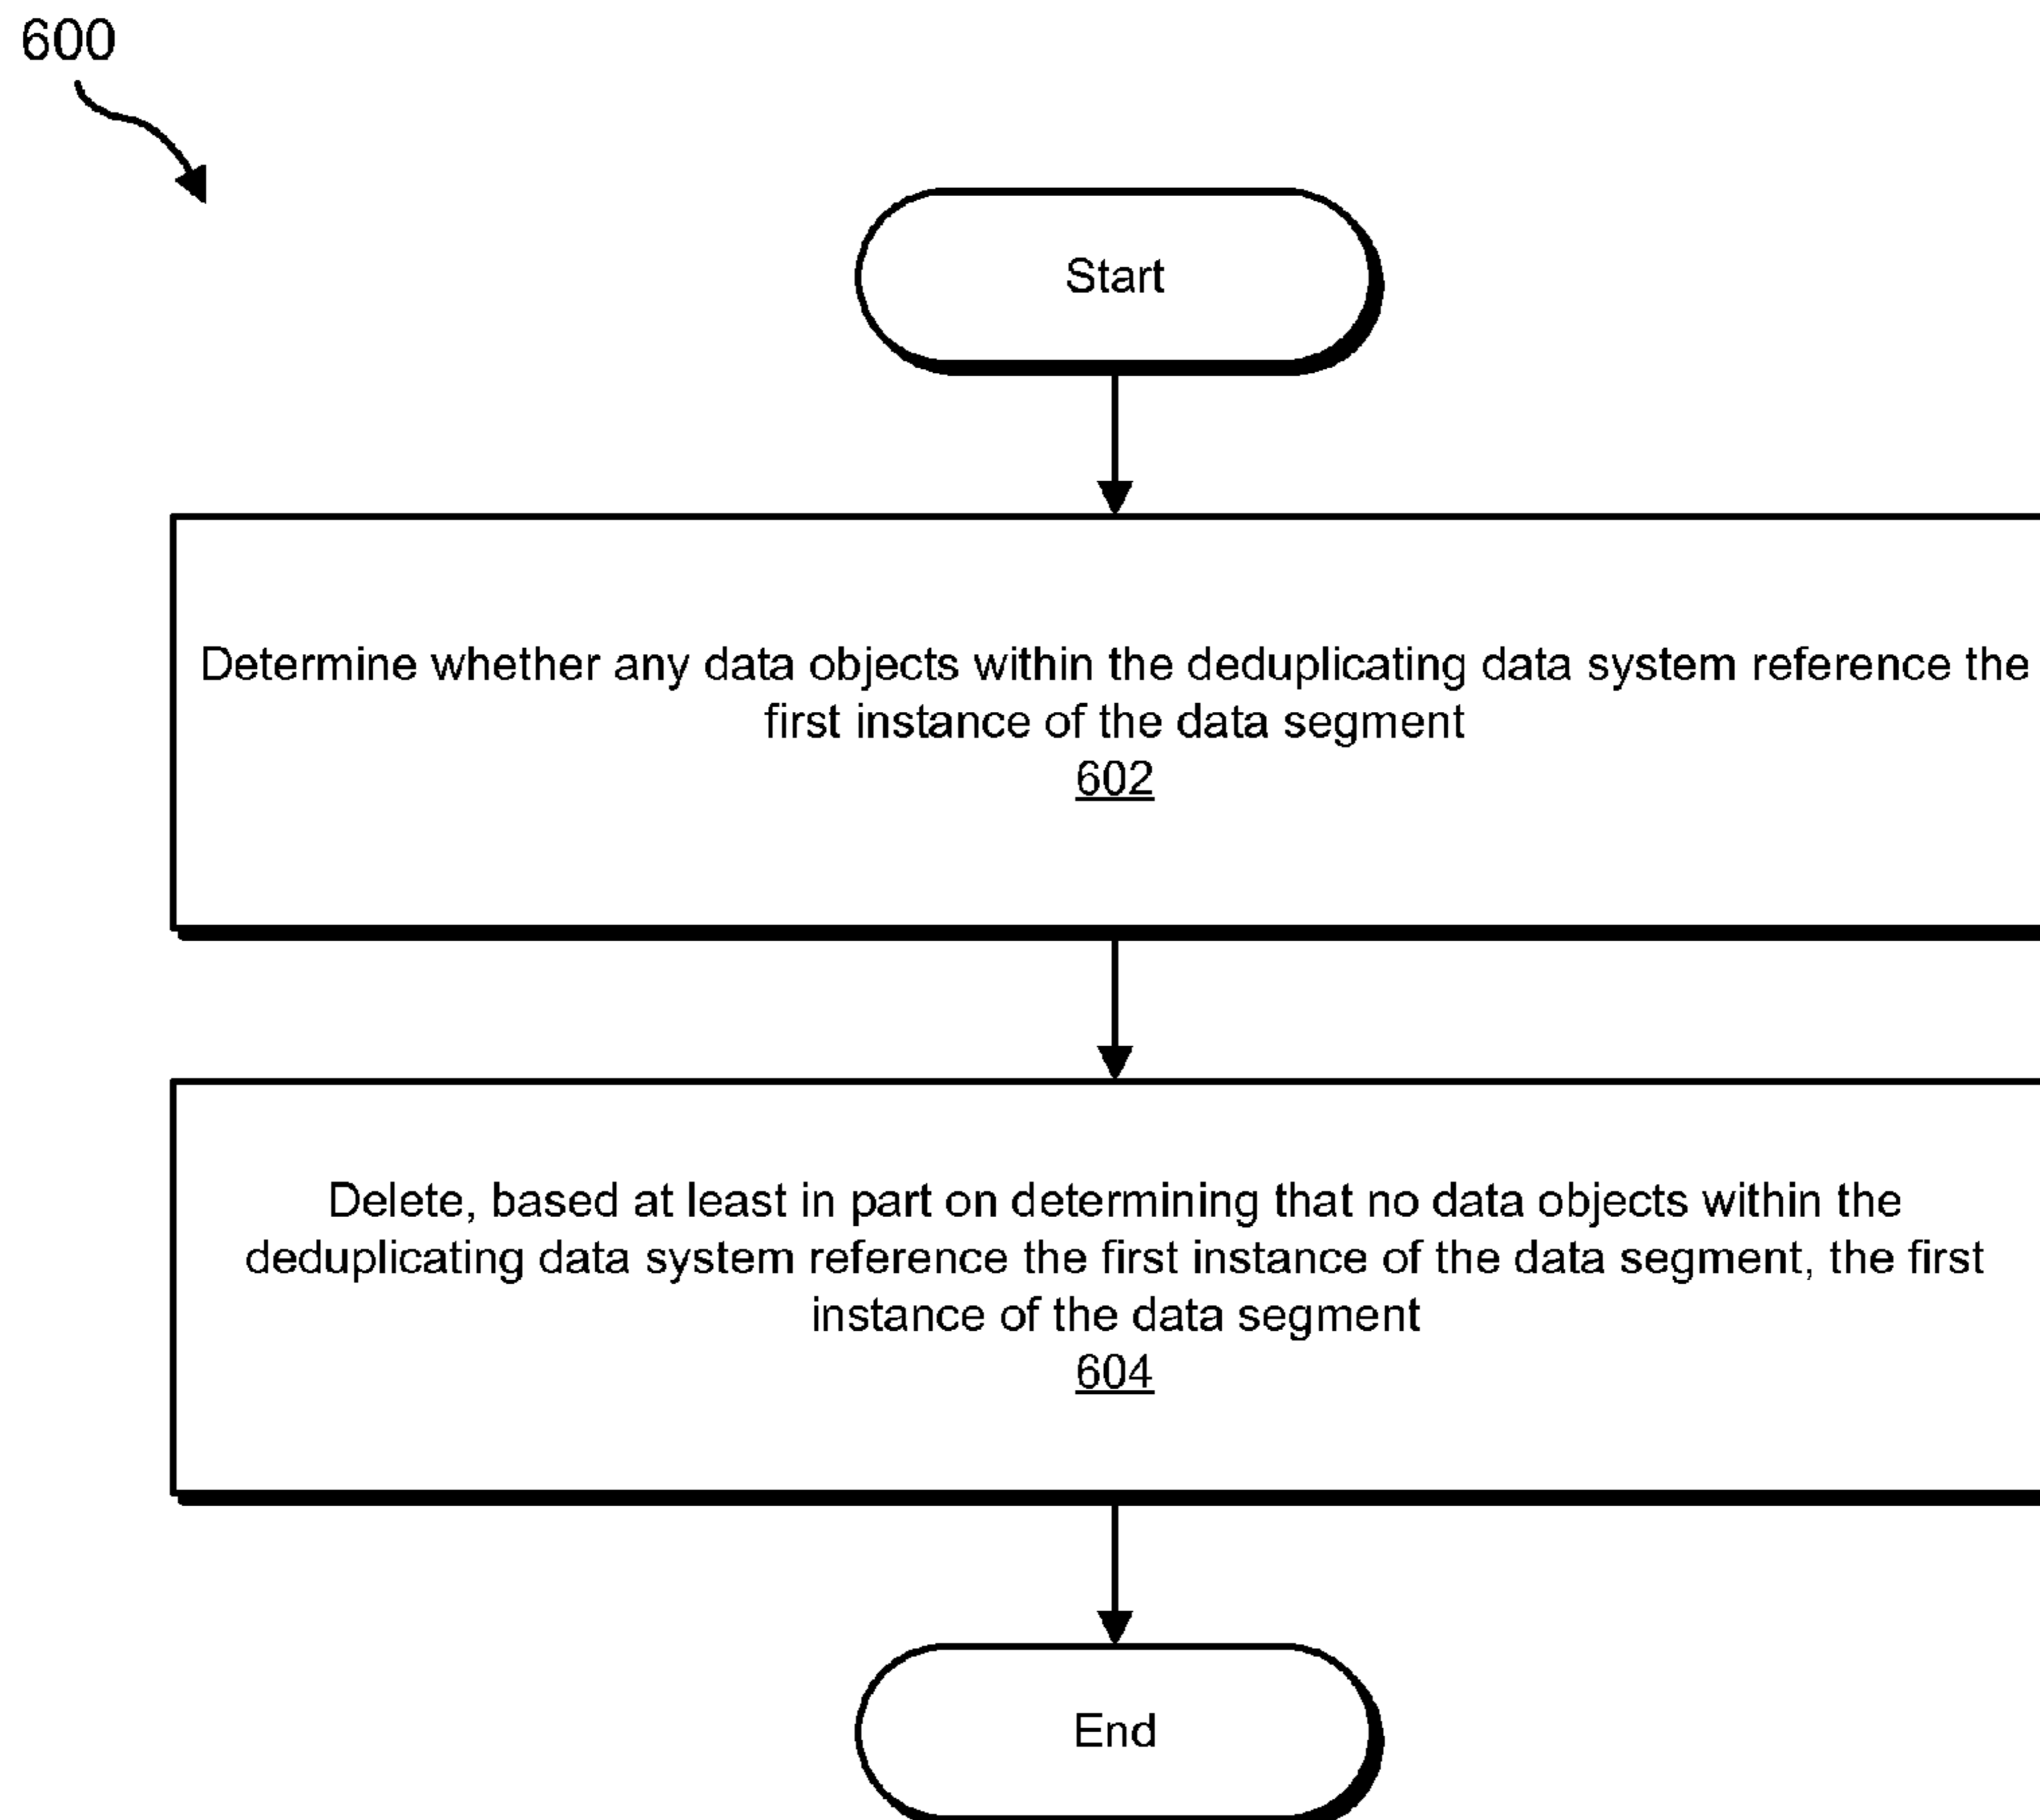 600
Start
Determine whether any data objects within the deduplicating data system reference the
first instance of the data segment
602
Delete, based at least in part on determining that no data objects within the
deduplicating data system reference the first instance of the data segment, the first
instance of the data segment
604
End